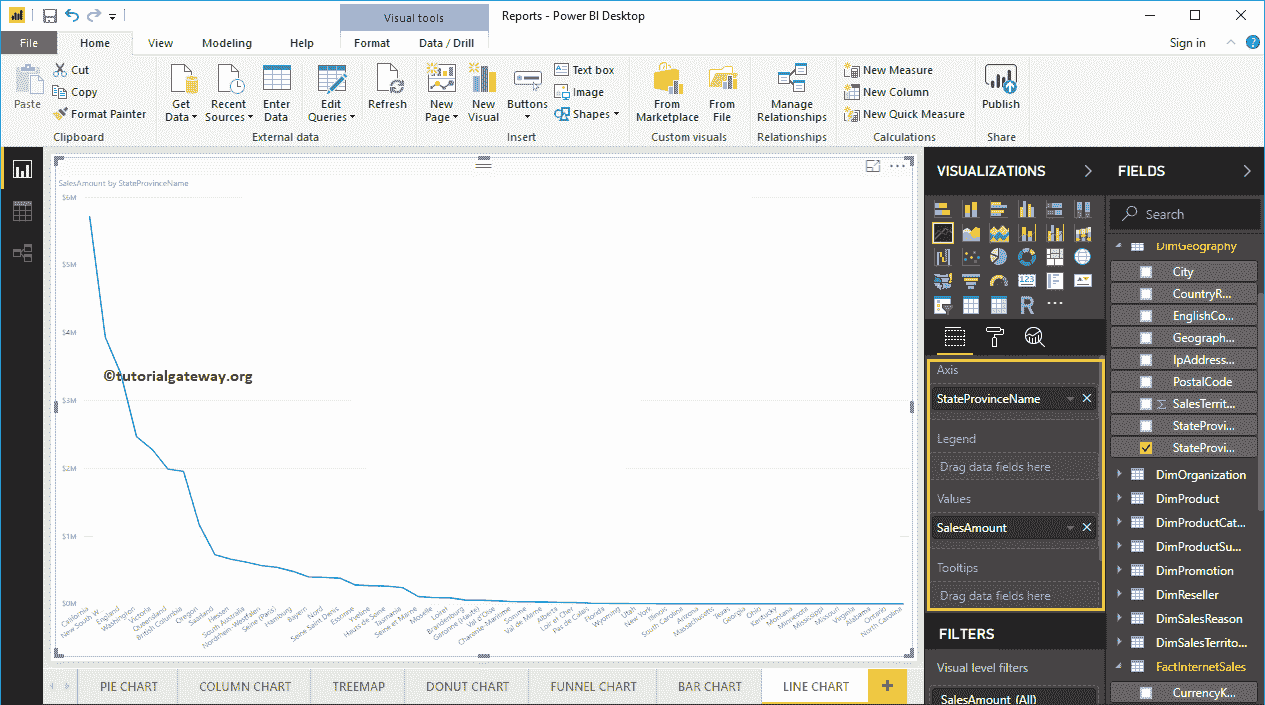 Visual tools
Reports - Power BI Desktop
File
Home
View
Modeling
Help
Format
Data / Drill
Sign in
Paste
Cut
Copy
Format Painter
Clipboard
Get Data
Recent Sources
Enter Data
Edit Queries
External data
Refresh
New Page
New Visual
Buttons
Text box
Image
Shapes
Insert
From Marketplace
From File
Custom visuals
Manage Relationships
Relationships
New Measure
New Column
New Quick Measure
Calculations
Publish
Share
SalesAmount by StateProvinceName
$6M
$5M
$4M
$3M
$2M
$1M
$0M
©tutorialgateway.org
California
New South W...
England
Washington
Victoria
Queensland
British Columbia
Oregon
Saarland
Hessen
South Australia
Nordrhein-Westfalen
Seine (Paris)
Hamburg
Bayern
Nord
Seine Saint Denis
Essonne
Yveline
Hauts de Seine
Tasmania
Seine et Marne
Moselle
Loiret
Brandenburg
Garonne (Haute)
Val d'Oise
Charente-Maritime
Somme
Val de Marne
Alberta
Loir et Cher
Pas de Calais
Florida
Wyoming
Utah
New York
Illinois
South Carolina
Arizona
Massachusetts
Texas
Georgia
Ohio
Kentucky
Montana
Minnesota
Mississippi
Missouri
Virginia
Alabama
Ontario
North Carolina
PIE CHART
COLUMN CHART
TREEMAP
DONUT CHART
FUNNEL CHART
BAR CHART
LINE CHART
+
VISUALIZATIONS
123
R
Axis
StateProvinceName
Legend
Drag data fields here
Values
SalesAmount
Tooltips
Drag data fields here
FILTERS
Visual level filters
SalesAmount (All)
FIELDS
Search
DimGeography
City
CountryR...
EnglishCo...
Geograph...
IpAddress...
PostalCode
Σ SalesTerrit...
StateProvi...
StateProvi...
DimOrganization
DimProduct
DimProductCat...
DimProductSu...
DimPromotion
DimReseller
DimSalesReason
DimSalesTerrito...
FactInternetSales
CurrencyK...